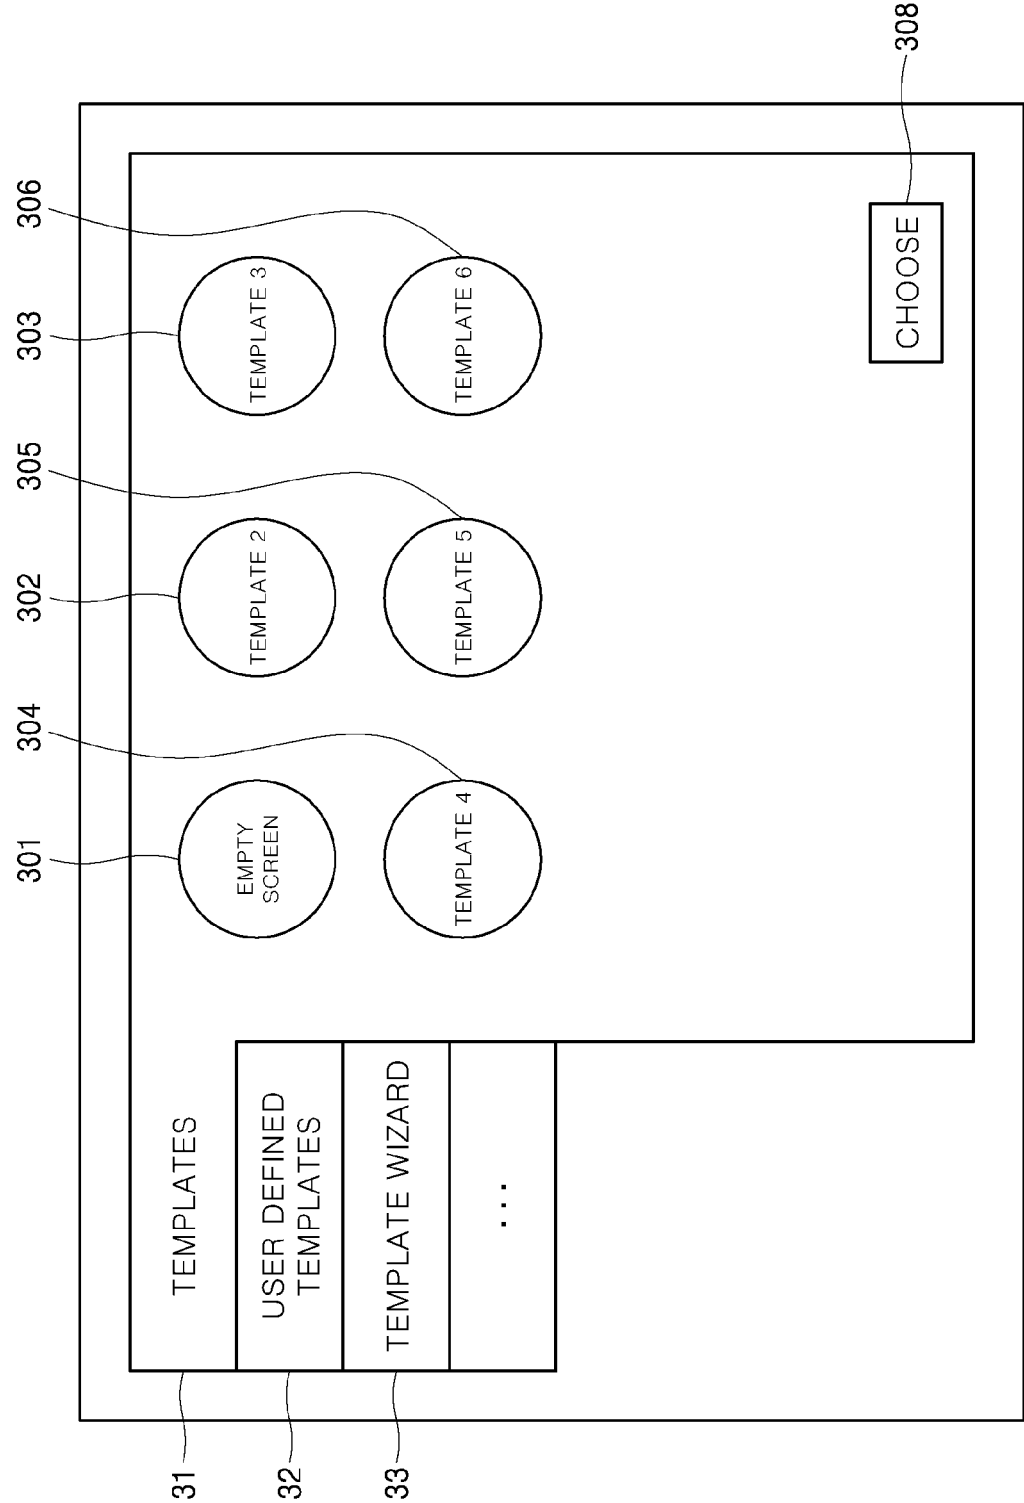 301
304
302
305
303
306
31
TEMPLATES
EMPTY
SCREEN
TEMPLATE 2
TEMPLATE 3
32
USER DEFINED
TEMPLATES
33
TEMPLATE WIZARD
TEMPLATE 4
TEMPLATE 5
TEMPLATE 6
...
CHOOSE
308